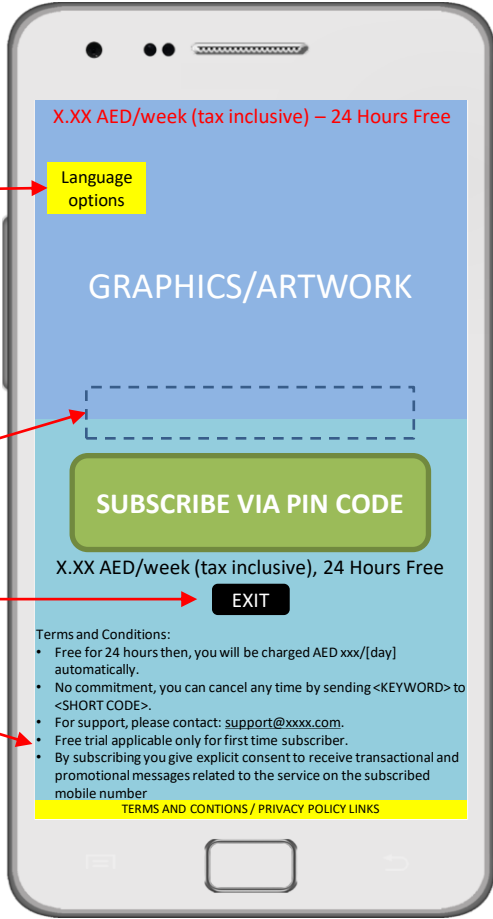 X.XX AED/week (tax inclusive) – 24 Hours Free
Language
options
GRAPHICS/ARTWORK
SUBSCRIBE VIA PIN CODE
X.XX AED/week (tax inclusive), 24 Hours Free
EXIT
Terms and Conditions:
• Free for 24 hours then, you will be charged AED xxx/[day]
automatically.
• No commitment, you can cancel any time by sending <KEYWORD> to
<SHORT CODE>.
• For support, please contact: support@xxxx.com.
• Free trial applicable only for first time subscriber.
• By subscribing you give explicit consent to receive transactional and
promotional messages related to the service on the subscribed
mobile number
TERMS AND CONTIONS / PRIVACY POLICY LINKS